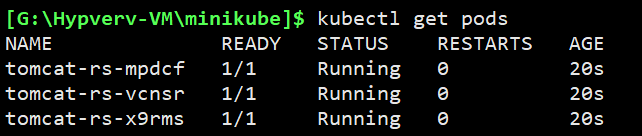 [G:\Hypverv-VM\minikube]$ kubectl get pods
NAME READY STATUS RESTARTS AGE
tomcat-rs-mpdcf 1/1 Running 0 20s
tomcat-rs-vcnsr 1/1 Running 0 20s
tomcat-rs-x9rms 1/1 Running 0 20s